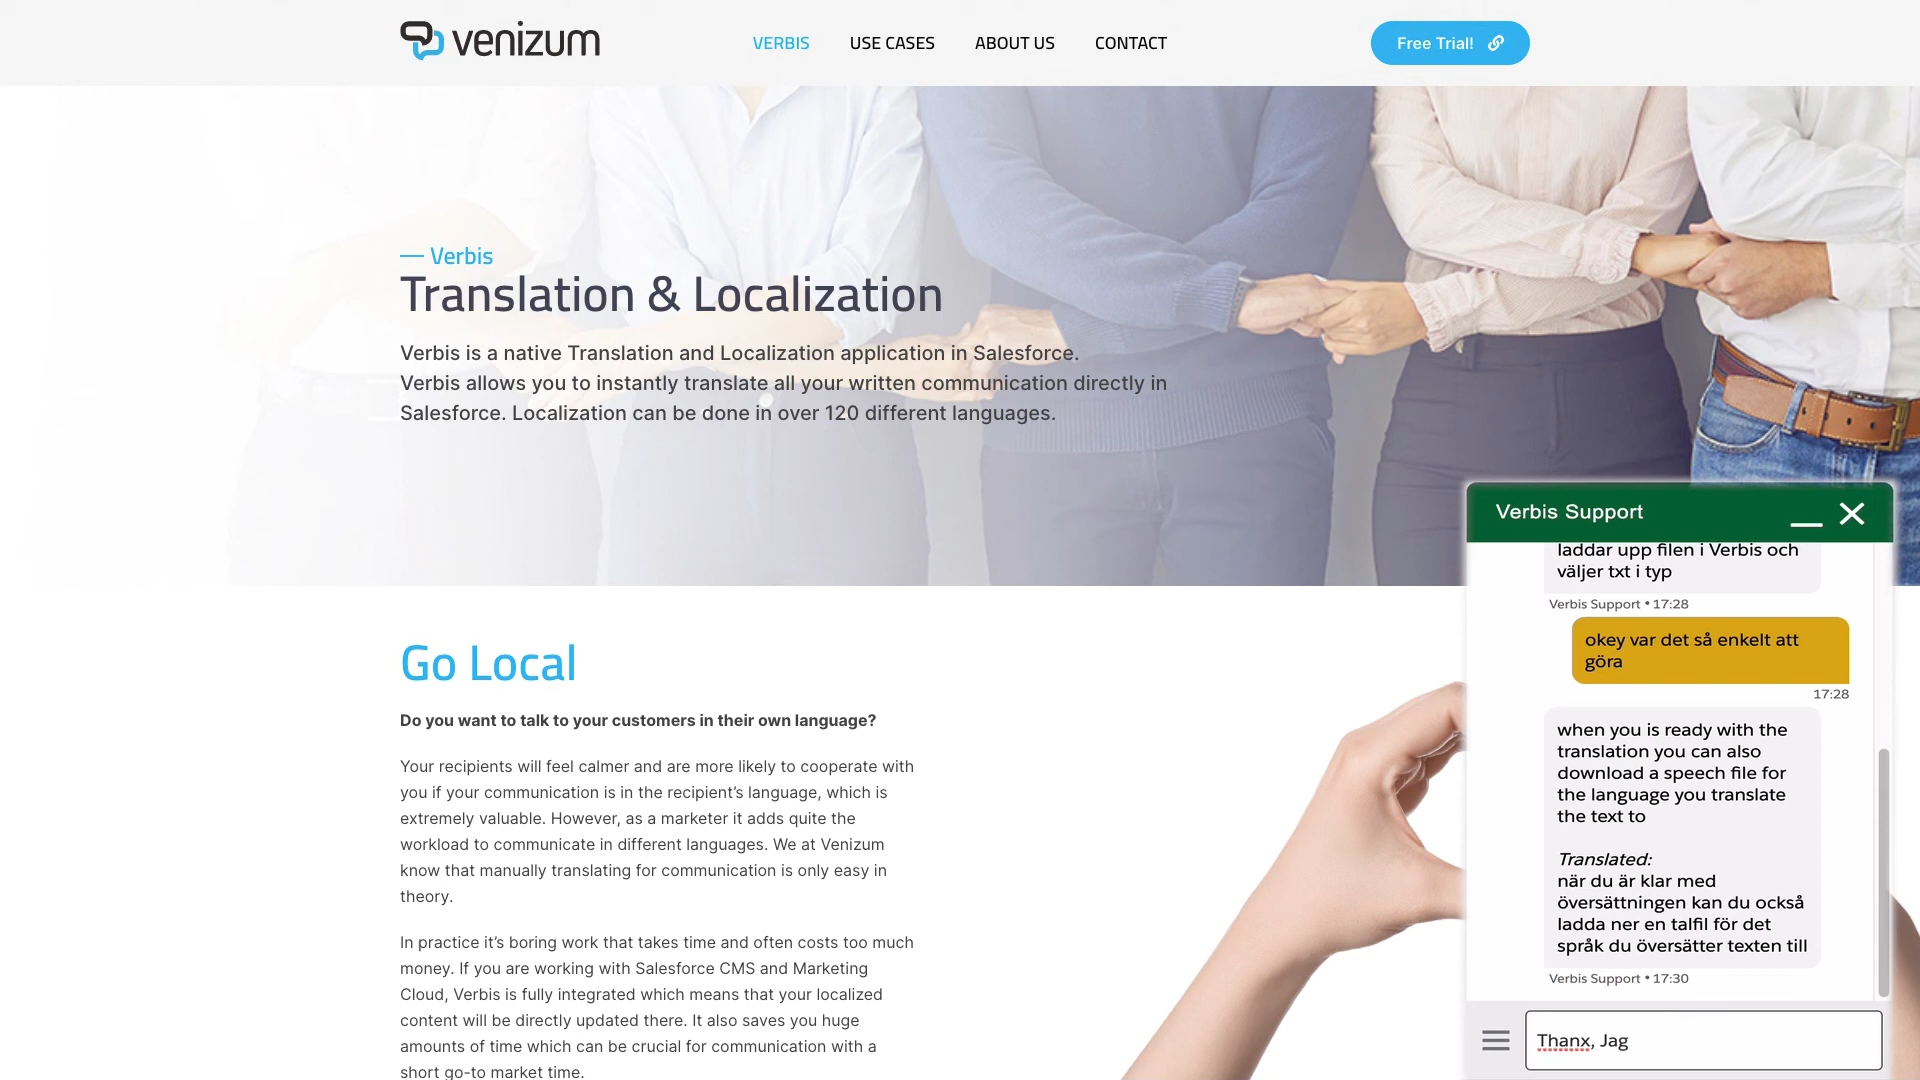 venizum
VERBIS
USE CASES
ABOUT US
CONTACT
Free Trial!
— Verbis
Translation & Localization
Verbis is a native Translation and Localization application in Salesforce.
Verbis allows you to instantly translate all your written communication directly in
Salesforce. Localization can be done in over 120 different languages.
Go Local
Do you want to talk to your customers in their own language?
Your recipients will feel calmer and are more likely to cooperate with
you if your communication is in the recipient’s language, which is
extremely valuable. However, as a marketer it adds quite the
workload to communicate in different languages. We at Venizum
know that manually translating for communication is only easy in
theory.
In practice it’s boring work that takes time and often costs too much
money. If you are working with Salesforce CMS and Marketing
Cloud, Verbis is fully integrated which means that your localized
content will be directly updated there. It also saves you huge
amounts of time which can be crucial for communication with a
short go-to market time.
Verbis Support
laddar upp filen i Verbis och
väljer txt i typ
Verbis Support • 17:28
okey var det så enkelt att
göra
17:28
when you is ready with the
translation you can also
download a speech file for
the language you translate
the text to
Translated:
när du är klar med
översättningen kan du också
ladda ner en talfil för det
språk du översätter texten till
Verbis Support • 17:30
Thanx, Jag